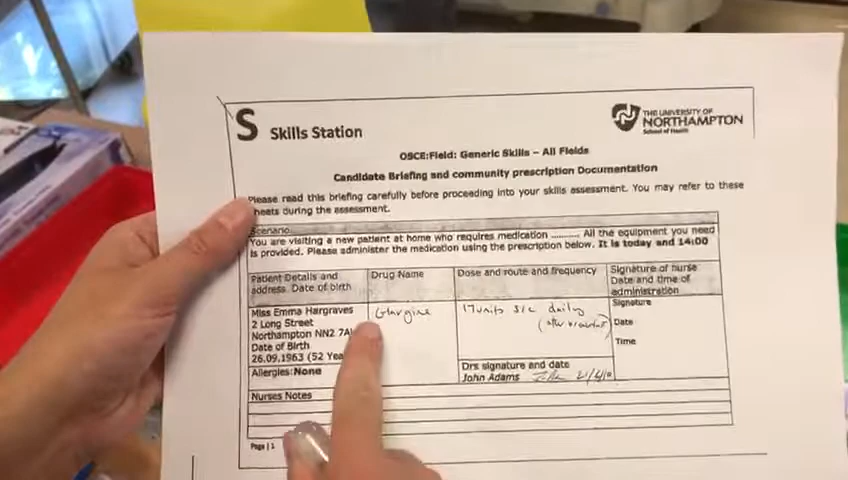 S Skills Station
THE UNIVERSITY OF
NORTHAMPTON
School of Health
OSCE:Field: Generic Skills – All Fields
Candidate Briefing and community prescription Documentation
Please read this briefing carefully before proceeding into your skills assessment. You may refer to these
heets during the assessment.
Scenario
You are visiting a new patient at home who requires medication .......... All the equipment you need
is provided. Please administer the medication using the prescription below. It is today and 14:00
Patient Details and
address. Date of birth
Drug Name
Dose and route and frequency
Signature of nurse
Date and time of
administration
Miss Emma Hargraves
2 Long Street
Northampton NN2 7A
Date of Birth
26.09.1963 (52 Yea
Allergies: None
Glargine
17units s/c daily
Drs signature and date
John Adams
Signature
Date
Time
Nurses Notes
Page | 1